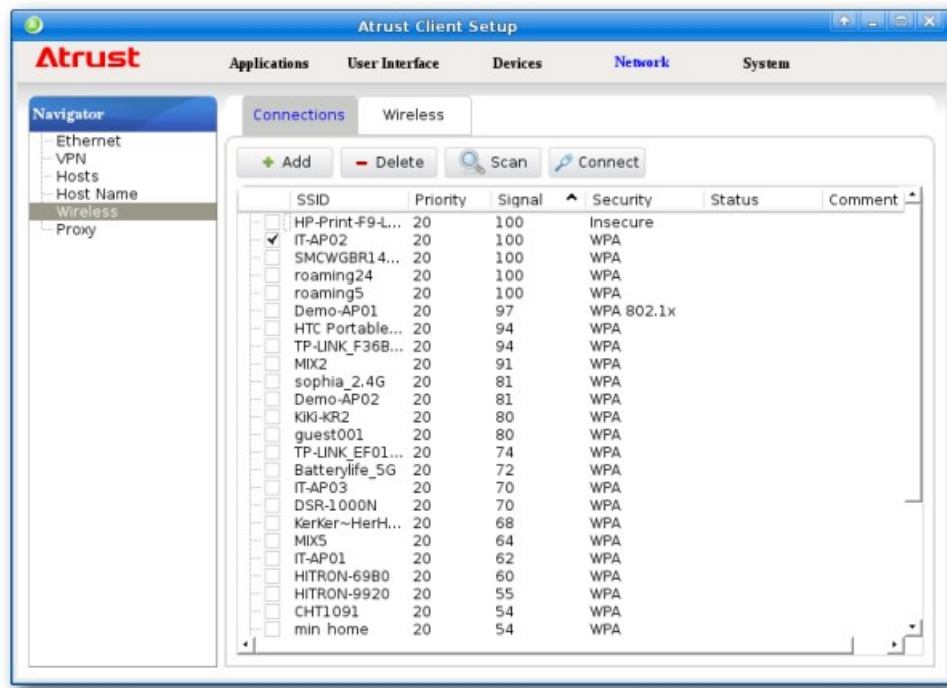 Atrust Client Setup
Atrust
Applications User Interface Devices Network System
Navigator
Ethernet
VPN
Hosts
Host Name
Wireless
Proxy
Connections Wireless
Add Delete Scan Connect
SSID Priority Signal Security Status Comment
HP-Print-F9-L... 20 100 Insecure
IT-AP02 20 100 WPA
SMCWGBR14... 20 100 WPA
roaming24 20 100 WPA
roaming5 20 100 WPA
Demo-AP01 20 97 WPA 802.1x
HTC Portable... 20 94 WPA
TP-LINK_F36B... 20 94 WPA
MIX2 20 91 WPA
sophia_2.4G 20 81 WPA
Demo-AP02 20 81 WPA
KiKi-KR2 20 80 WPA
guest001 20 80 WPA
TP-LINK_EF01... 20 74 WPA
Batterylife_5G 20 72 WPA
IT-AP03 20 70 WPA
DSR-1000N 20 70 WPA
KerKer~HerH... 20 68 WPA
MIX5 20 64 WPA
IT-AP01 20 62 WPA
HITRON-69B0 20 60 WPA
HITRON-9920 20 55 WPA
CHT1091 20 54 WPA
min home 20 54 WPA